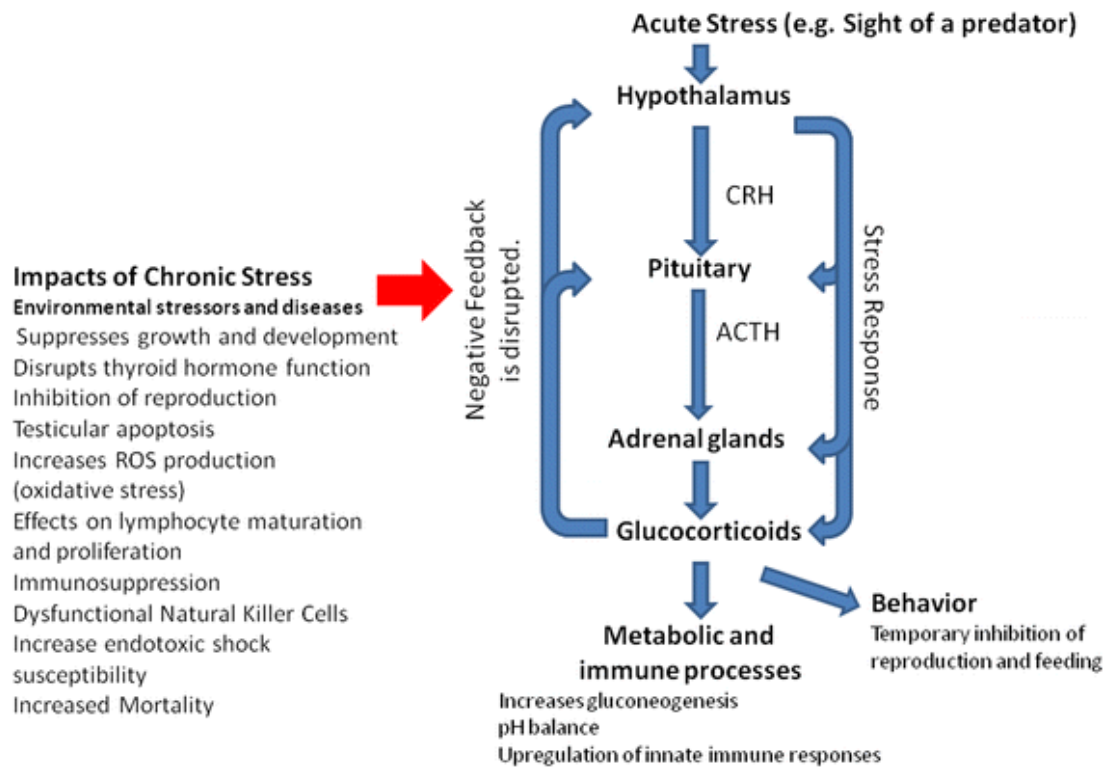 Acute Stress (e.g. Sight of a predator)
Hypothalamus
CRH
Pituitary
ACTH
Adrenal glands
Glucocorticoids
Stress Response
Negative Feedback
is disrupted.
Impacts of Chronic Stress
Environmental stressors and diseases
Suppresses growth and development
Disrupts thyroid hormone function
Inhibition of reproduction
Testicular apoptosis
Increases ROS production
(oxidative stress)
Effects on lymphocyte maturation
and proliferation
Immunosuppression
Dysfunctional Natural Killer Cells
Increase endotoxic shock
susceptibility
Increased Mortality
Metabolic and
immune processes
Increases gluconeogenesis
pH balance
Upregulation of innate immune responses
Behavior
Temporary inhibition of
reproduction and feeding